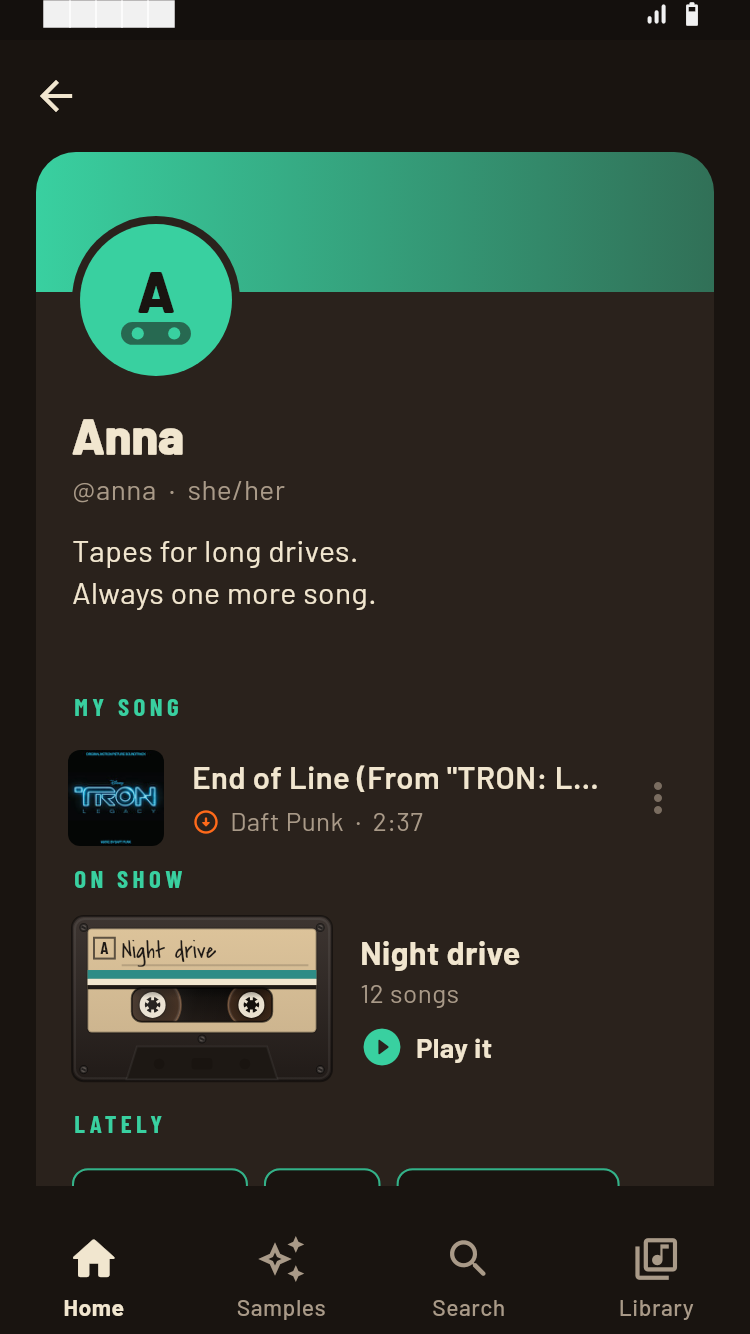 A
Anna
@anna · she/her
Tapes for long drives.
Always one more song.
MY SONG
TRON
LEGACY
End of Line (From "TRON: L...
Daft Punk · 2:37
ON SHOW
A Night drive
Night drive
12 songs
Play it
LATELY
Home
Samples
Search
Library